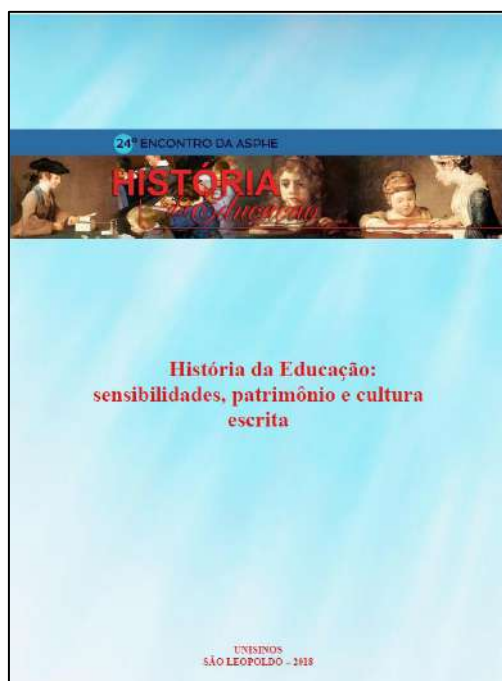 24º ENCONTRO DA ASPHE
HISTÓRIA
da Educação
História da Educação:
sensibilidades, patrimônio e cultura
escrita
UNISINOS
SÃO LEOPOLDO – 2018